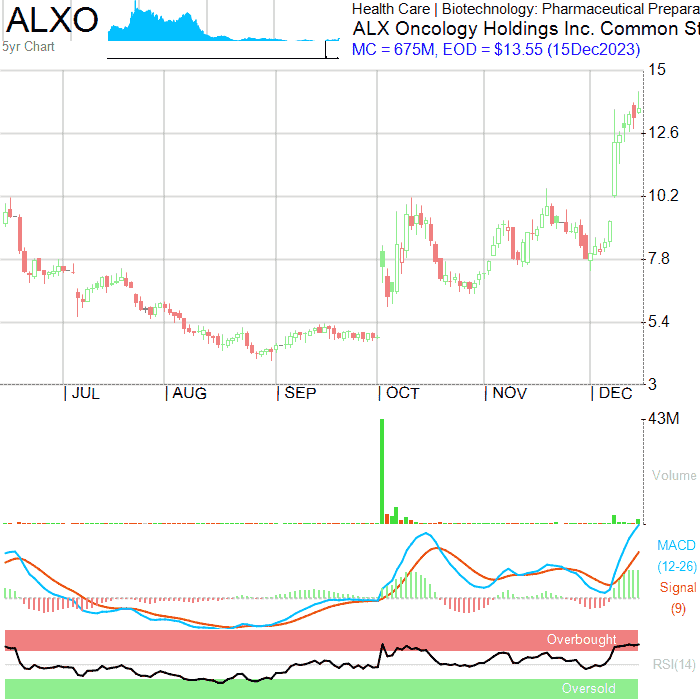 ALXO
5yr Chart
Health Care | Biotechnology: Pharmaceutical Prepara
ALX Oncology Holdings Inc. Common St
MC = 675M, EOD = $13.55 (15Dec2023)
15
12.6
10.2
7.8
5.4
3
| JUL | AUG | SEP | OCT | NOV | DEC
43M
Volume
MACD
(12-26)
Signal
(9)
Overbought
RSI(14)
Oversold